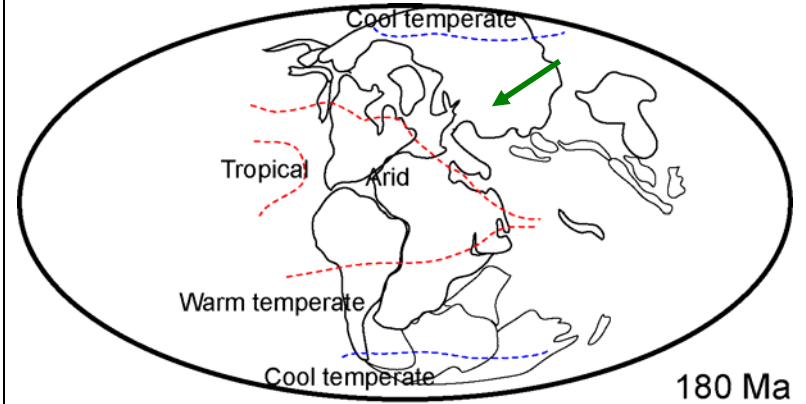 Cool temperate
Tropical
Arid
Warm temperate
Cool temperate
180 Ma